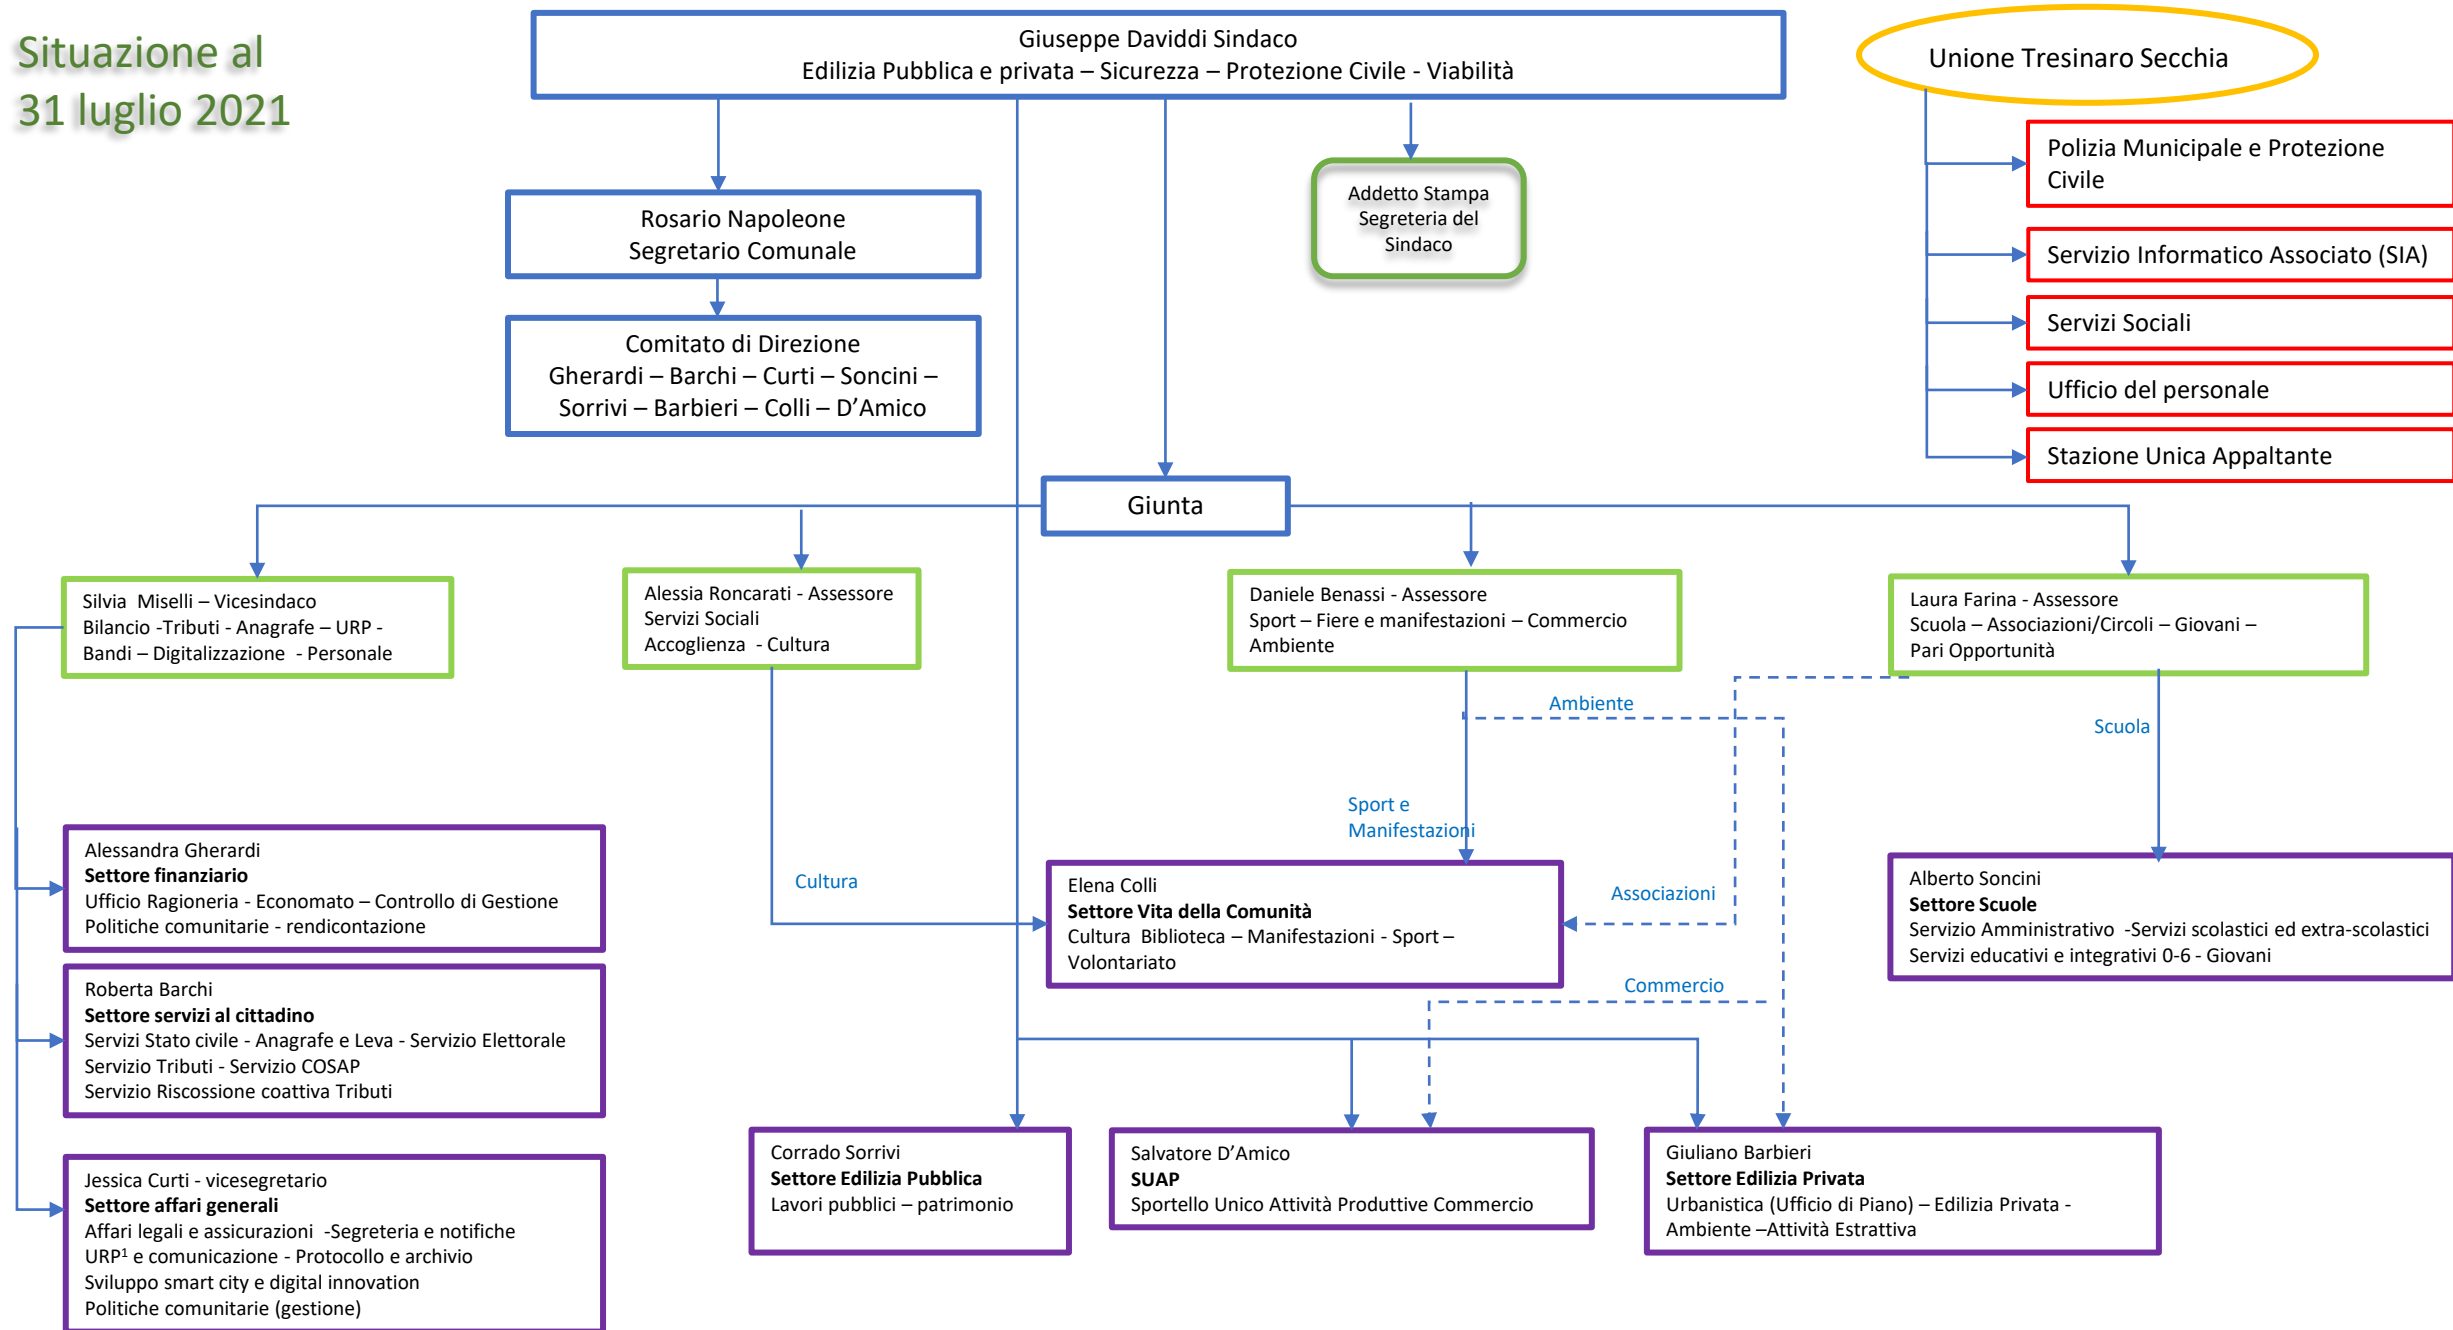 Situazione al
31 luglio 2021
Giuseppe Daviddi Sindaco
Edilizia Pubblica e privata – Sicurezza – Protezione Civile - Viabilità
Unione Tresinaro Secchia
Polizia Municipale e Protezione
Civile
Servizio Informatico Associato (SIA)
Servizi Sociali
Ufficio del personale
Stazione Unica Appaltante
Rosario Napoleone
Segretario Comunale
Addetto Stampa
Segreteria del
Sindaco
Comitato di Direzione
Gherardi – Barchi – Curti – Soncini –
Sorrivi – Barbieri – Colli – D’Amico
Giunta
Silvia  Miselli – Vicesindaco
Bilancio -Tributi - Anagrafe – URP -
Bandi – Digitalizzazione  - Personale
Alessia Roncarati - Assessore
Servizi Sociali
Accoglienza  - Cultura
Daniele Benassi - Assessore
Sport – Fiere e manifestazioni – Commercio
Ambiente
Laura Farina - Assessore
Scuola – Associazioni/Circoli – Giovani –
Pari Opportunità
Ambiente
Scuola
Sport e
Manifestazioni
Cultura
Associazioni
Commercio
Alessandra Gherardi
Settore finanziario
Ufficio Ragioneria - Economato – Controllo di Gestione
Politiche comunitarie - rendicontazione
Elena Colli
Settore Vita della Comunità
Cultura  Biblioteca – Manifestazioni - Sport –
Volontariato
Alberto Soncini
Settore Scuole
Servizio Amministrativo  -Servizi scolastici ed extra-scolastici
Servizi educativi e integrativi 0-6 - Giovani
Roberta Barchi
Settore servizi al cittadino
Servizi Stato civile - Anagrafe e Leva - Servizio Elettorale
Servizio Tributi - Servizio COSAP
Servizio Riscossione coattiva Tributi
Jessica Curti - vicesegretario
Settore affari generali
Affari legali e assicurazioni  -Segreteria e notifiche
URP¹ e comunicazione - Protocollo e archivio
Sviluppo smart city e digital innovation
Politiche comunitarie (gestione)
Corrado Sorrivi
Settore Edilizia Pubblica
Lavori pubblici – patrimonio
Salvatore D’Amico
SUAP
Sportello Unico Attività Produttive Commercio
Giuliano Barbieri
Settore Edilizia Privata
Urbanistica (Ufficio di Piano) – Edilizia Privata -
Ambiente –Attività Estrattiva